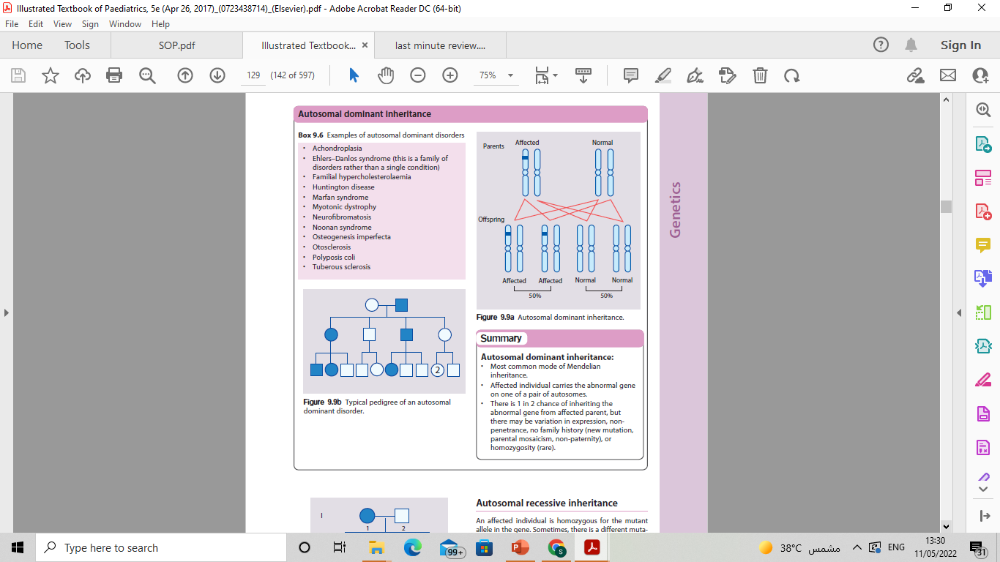 Illustrated Textbook of Paediatrics, 5e (Apr 26, 2017)_(0723438714)_(Elsevier).pdf - Adobe Acrobat Reader DC (64-bit)
File Edit View Sign Window Help
Home Tools SOP.pdf Illustrated Textbook... × last minute review.... ? Sign In
129 (142 of 597) 75%
Autosomal dominant inheritance
Box 9.6 Examples of autosomal dominant disorders
• Achondroplasia
• Ehlers–Danlos syndrome (this is a family of
disorders rather than a single condition)
• Familial hypercholesterolaemia
• Huntington disease
• Marfan syndrome
• Myotonic dystrophy
• Neurofibromatosis
• Noonan syndrome
• Osteogenesis imperfecta
• Otosclerosis
• Polyposis coli
• Tuberous sclerosis
2
Figure 9.9b Typical pedigree of an autosomal
dominant disorder.
Parents Affected Normal
Offspring
Affected Affected Normal Normal
50% 50%
Figure 9.9a Autosomal dominant inheritance.
Summary
Autosomal dominant inheritance:
• Most common mode of Mendelian
inheritance.
• Affected individual carries the abnormal gene
on one of a pair of autosomes.
• There is 1 in 2 chance of inheriting the
abnormal gene from affected parent, but
there may be variation in expression, non-
penetrance, no family history (new mutation,
parental mosaicism, non-paternity), or
homozygosity (rare).
Genetics
I
1 2
Autosomal recessive inheritance
An affected individual is homozygous for the mutant
allele in the gene. Sometimes, there is a different muta-
Type here to search
99+
P
S
38°C مشمس
ENG
13:30
11/05/2022
31